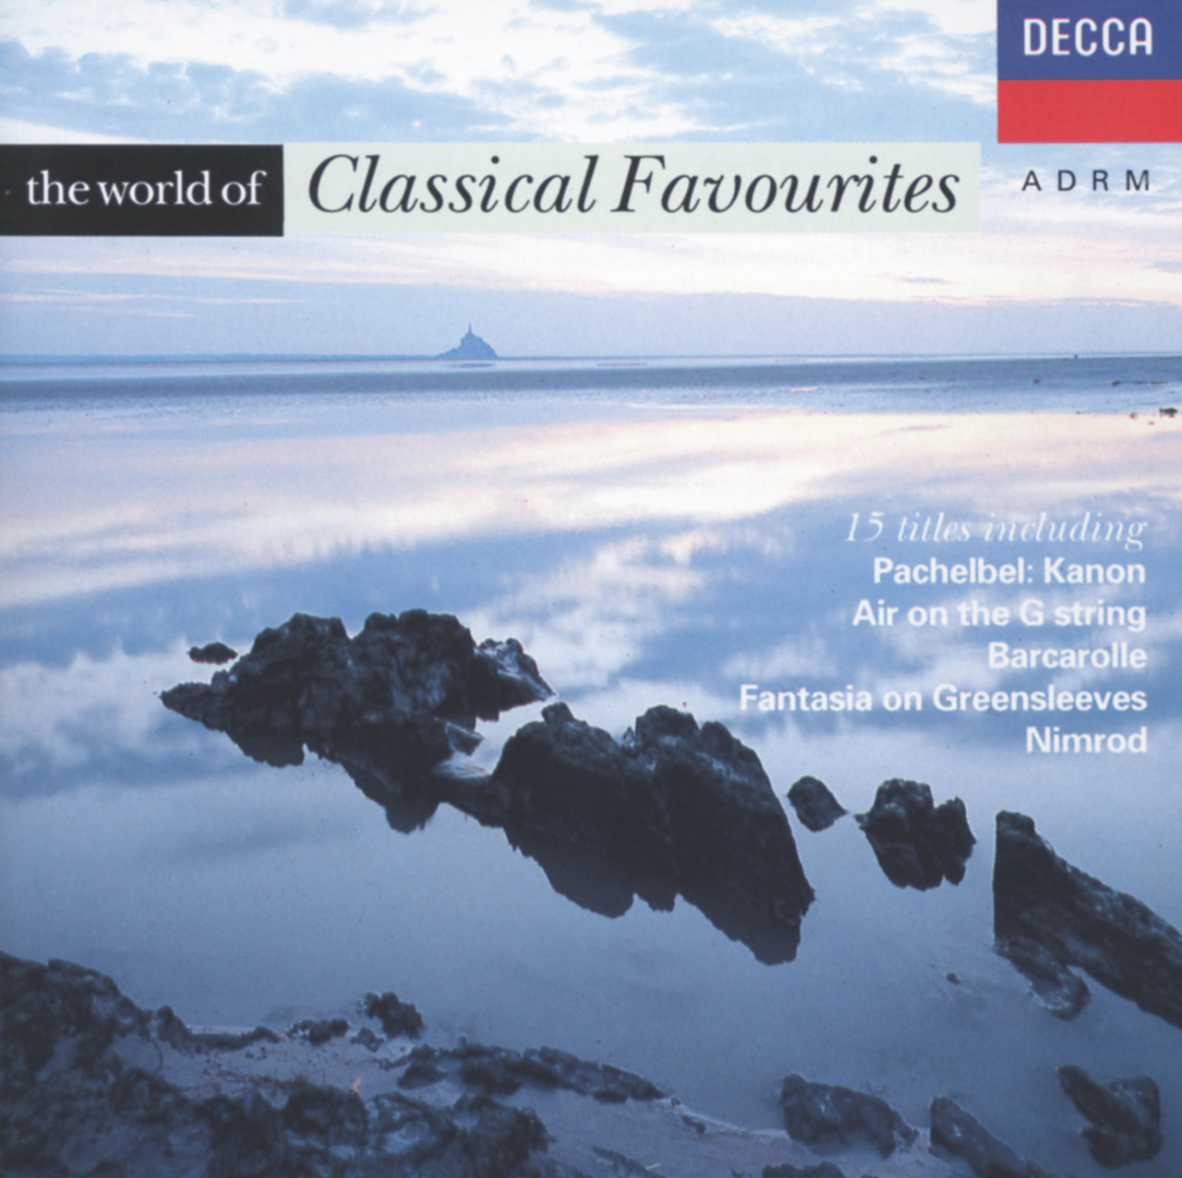 DECCA
the world of Classical Favourites
ADRM
15 titles including
Pachelbel: Kanon
Air on the G string
Barcarolle
Fantasia on Greensleeves
Nimrod